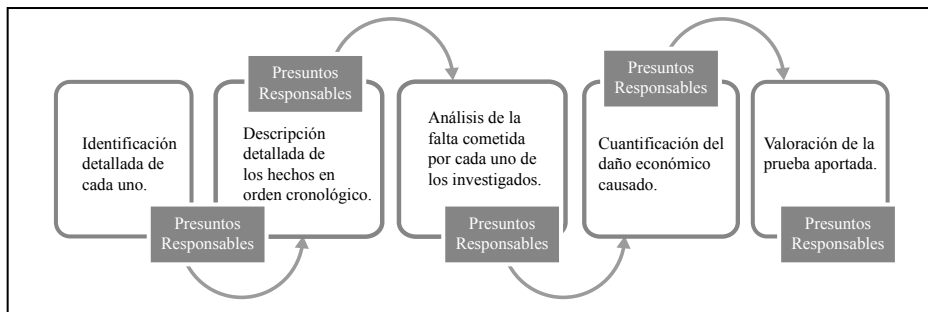 Identificación
detallada de
cada uno.
Presuntos
Responsables
Presuntos
Responsables
Descripción
detallada de
los hechos en
orden cronológico.
Análisis de la
falta cometida
por cada uno de
los investigados.
Presuntos
Responsables
Presuntos
Responsables
Cuantificación del
daño económico
causado.
Valoración de la
prueba aportada.
Presuntos
Responsables